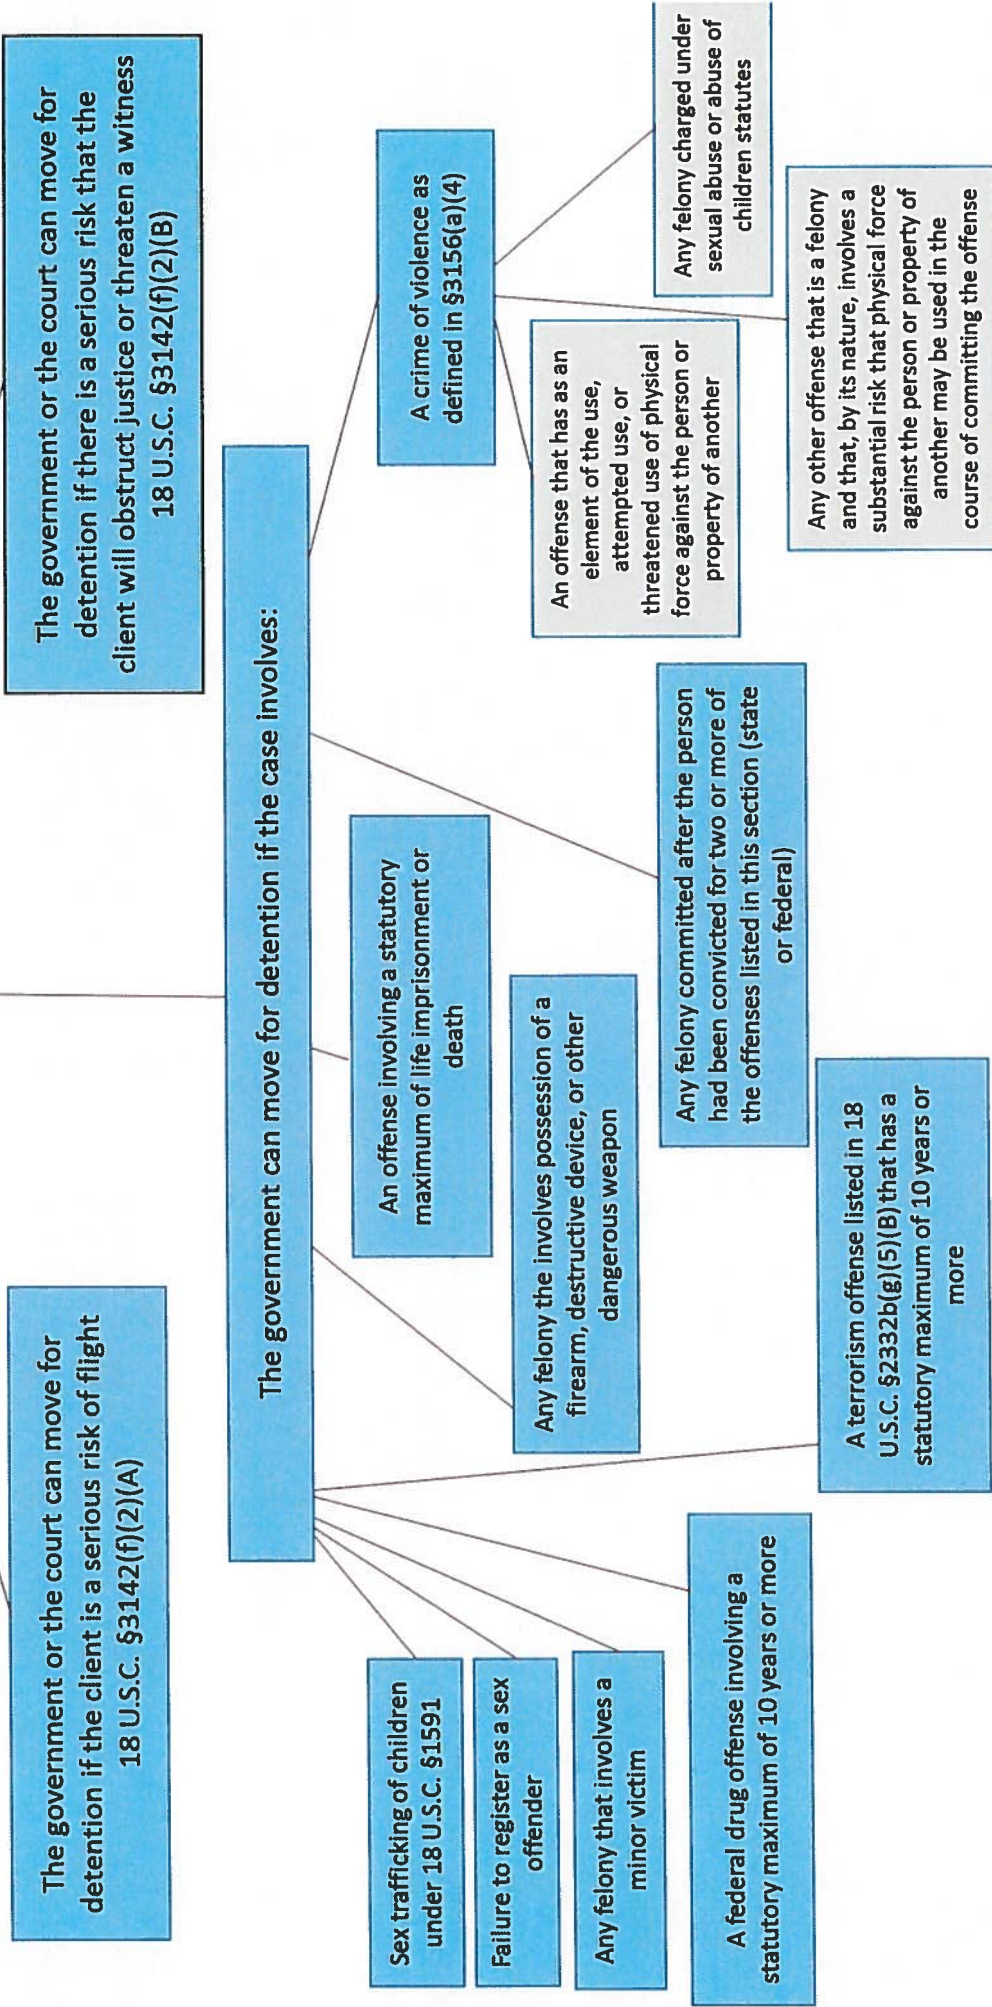 The government or the court can move for
detention if the client is a serious risk of flight
18 U.S.C. §3142(f)(2)(A)
The government or the court can move for
detention if there is a serious risk that the
client will obstruct justice or threaten a witness
18 U.S.C. §3142(f)(2)(B)
The government can move for detention if the case involves:
Sex trafficking of children
under 18 U.S.C. §1591
Failure to register as a sex
offender
Any felony that involves a
minor victim
A federal drug offense involving a
statutory maximum of 10 years or more
A terrorism offense listed in 18
U.S.C. §2332b(g)(5)(B) that has a
statutory maximum of 10 years or
more
Any felony the involves possession of a
firearm, destructive device, or other
dangerous weapon
An offense involving a statutory
maximum of life imprisonment or
death
Any felony committed after the person
had been convicted for two or more of
the offenses listed in this section (state
or federal)
A crime of violence as
defined in §3156(a)(4)
An offense that has as an
element of the use,
attempted use, or
threatened use of physical
force against the person or
property of another
Any other offense that is a felony
and that, by its nature, involves a
substantial risk that physical force
against the person or property of
another may be used in the
course of committing the offense
Any felony charged under
sexual abuse or abuse of
children statutes